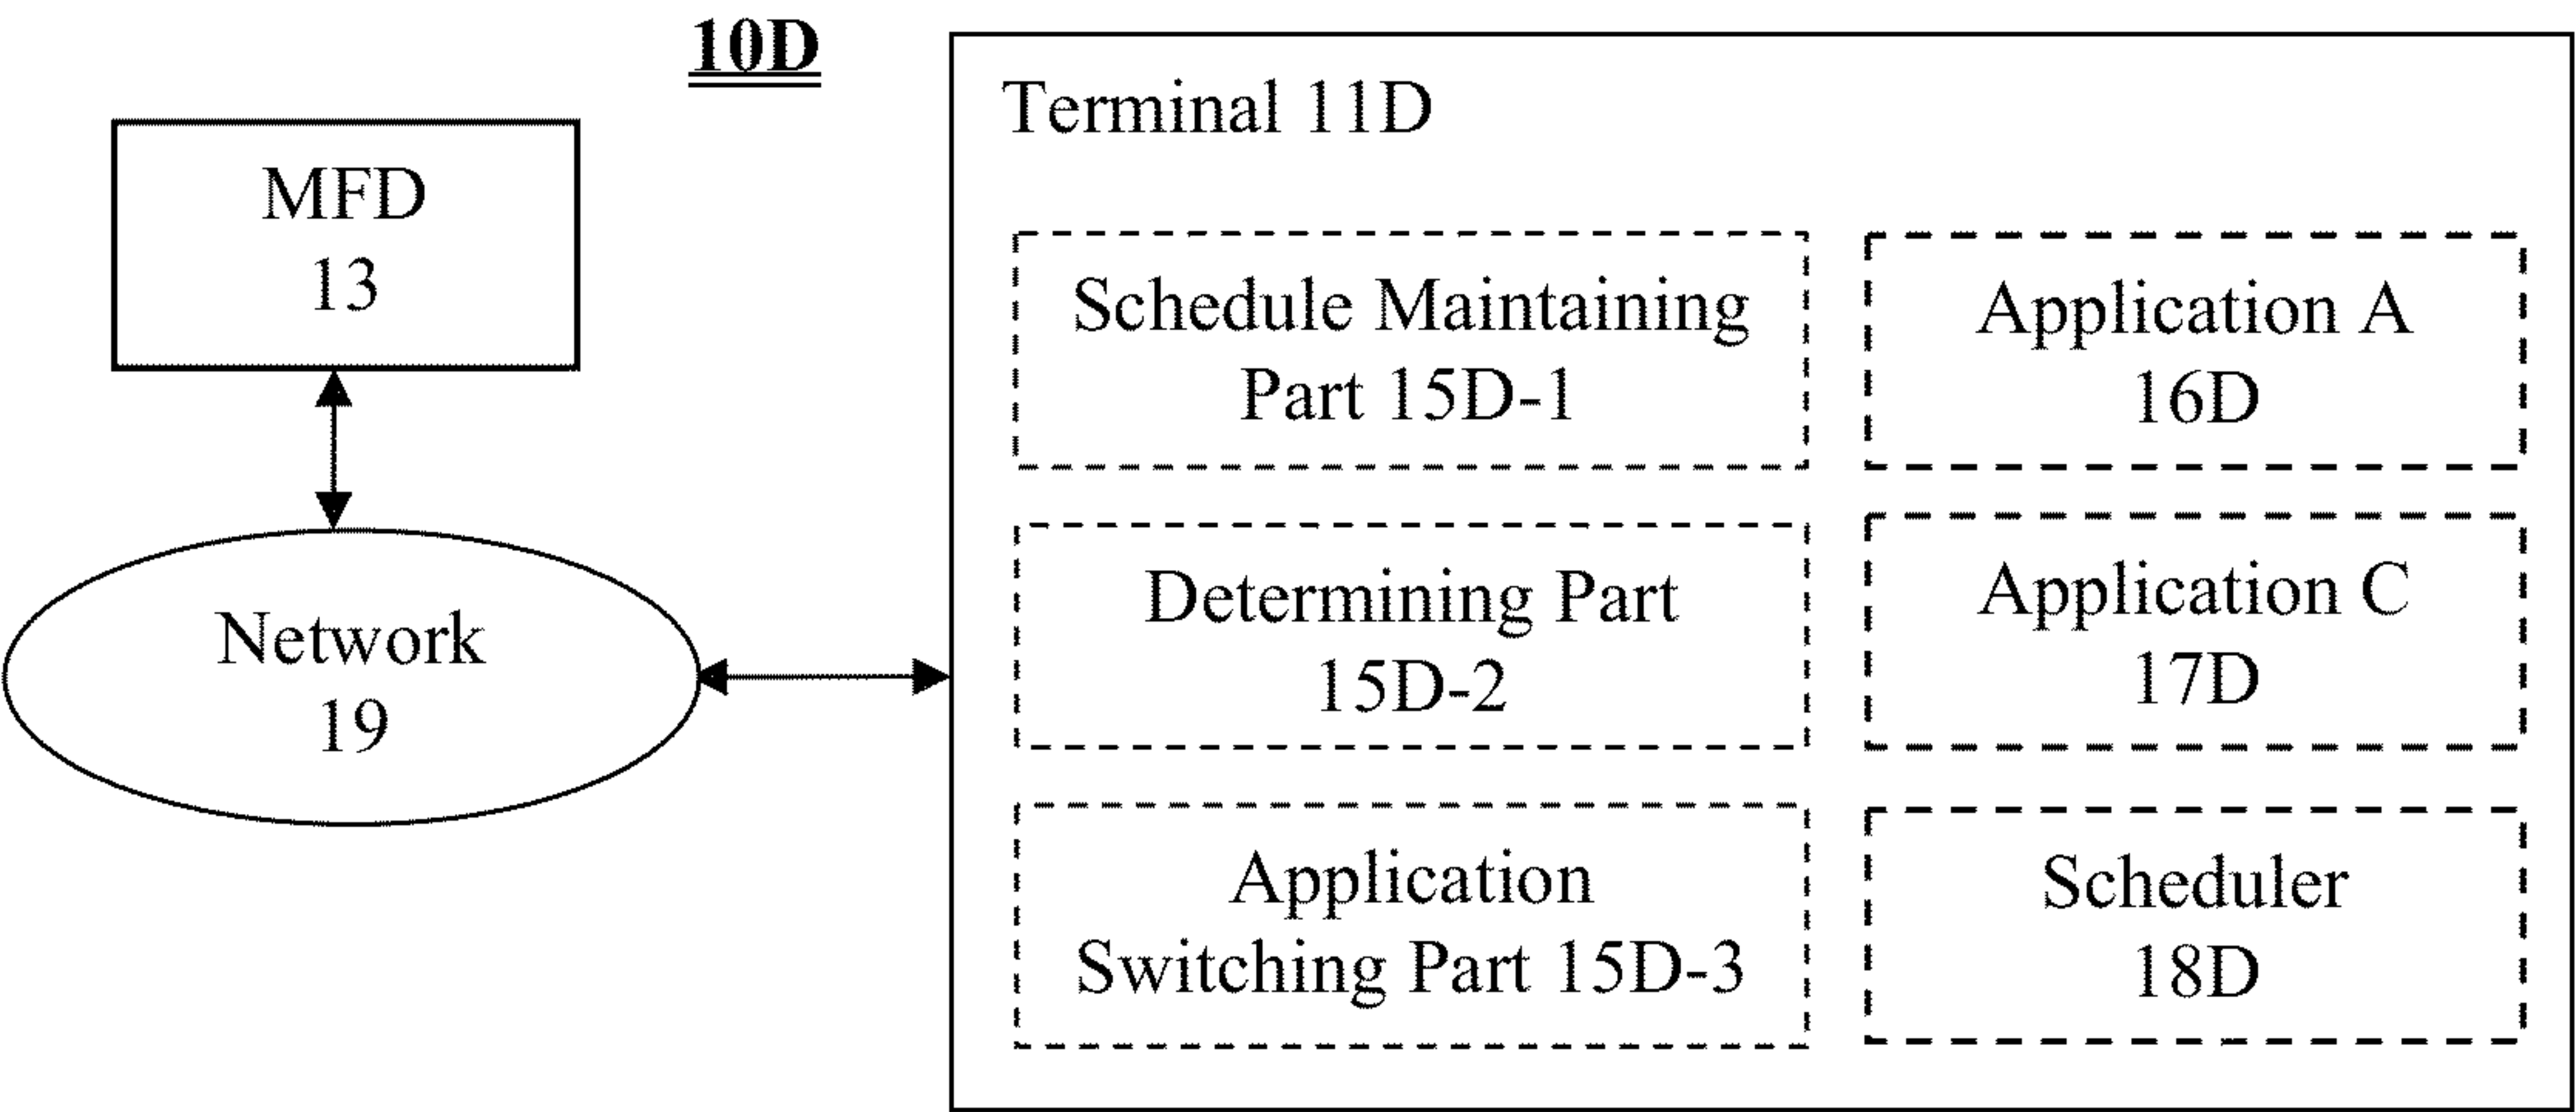 10D
MFD
13
Network
19
Terminal 11D
Schedule Maintaining
Part 15D-1
Application A
16D
Determining Part
15D-2
Application C
17D
Application
Switching Part 15D-3
Scheduler
18D